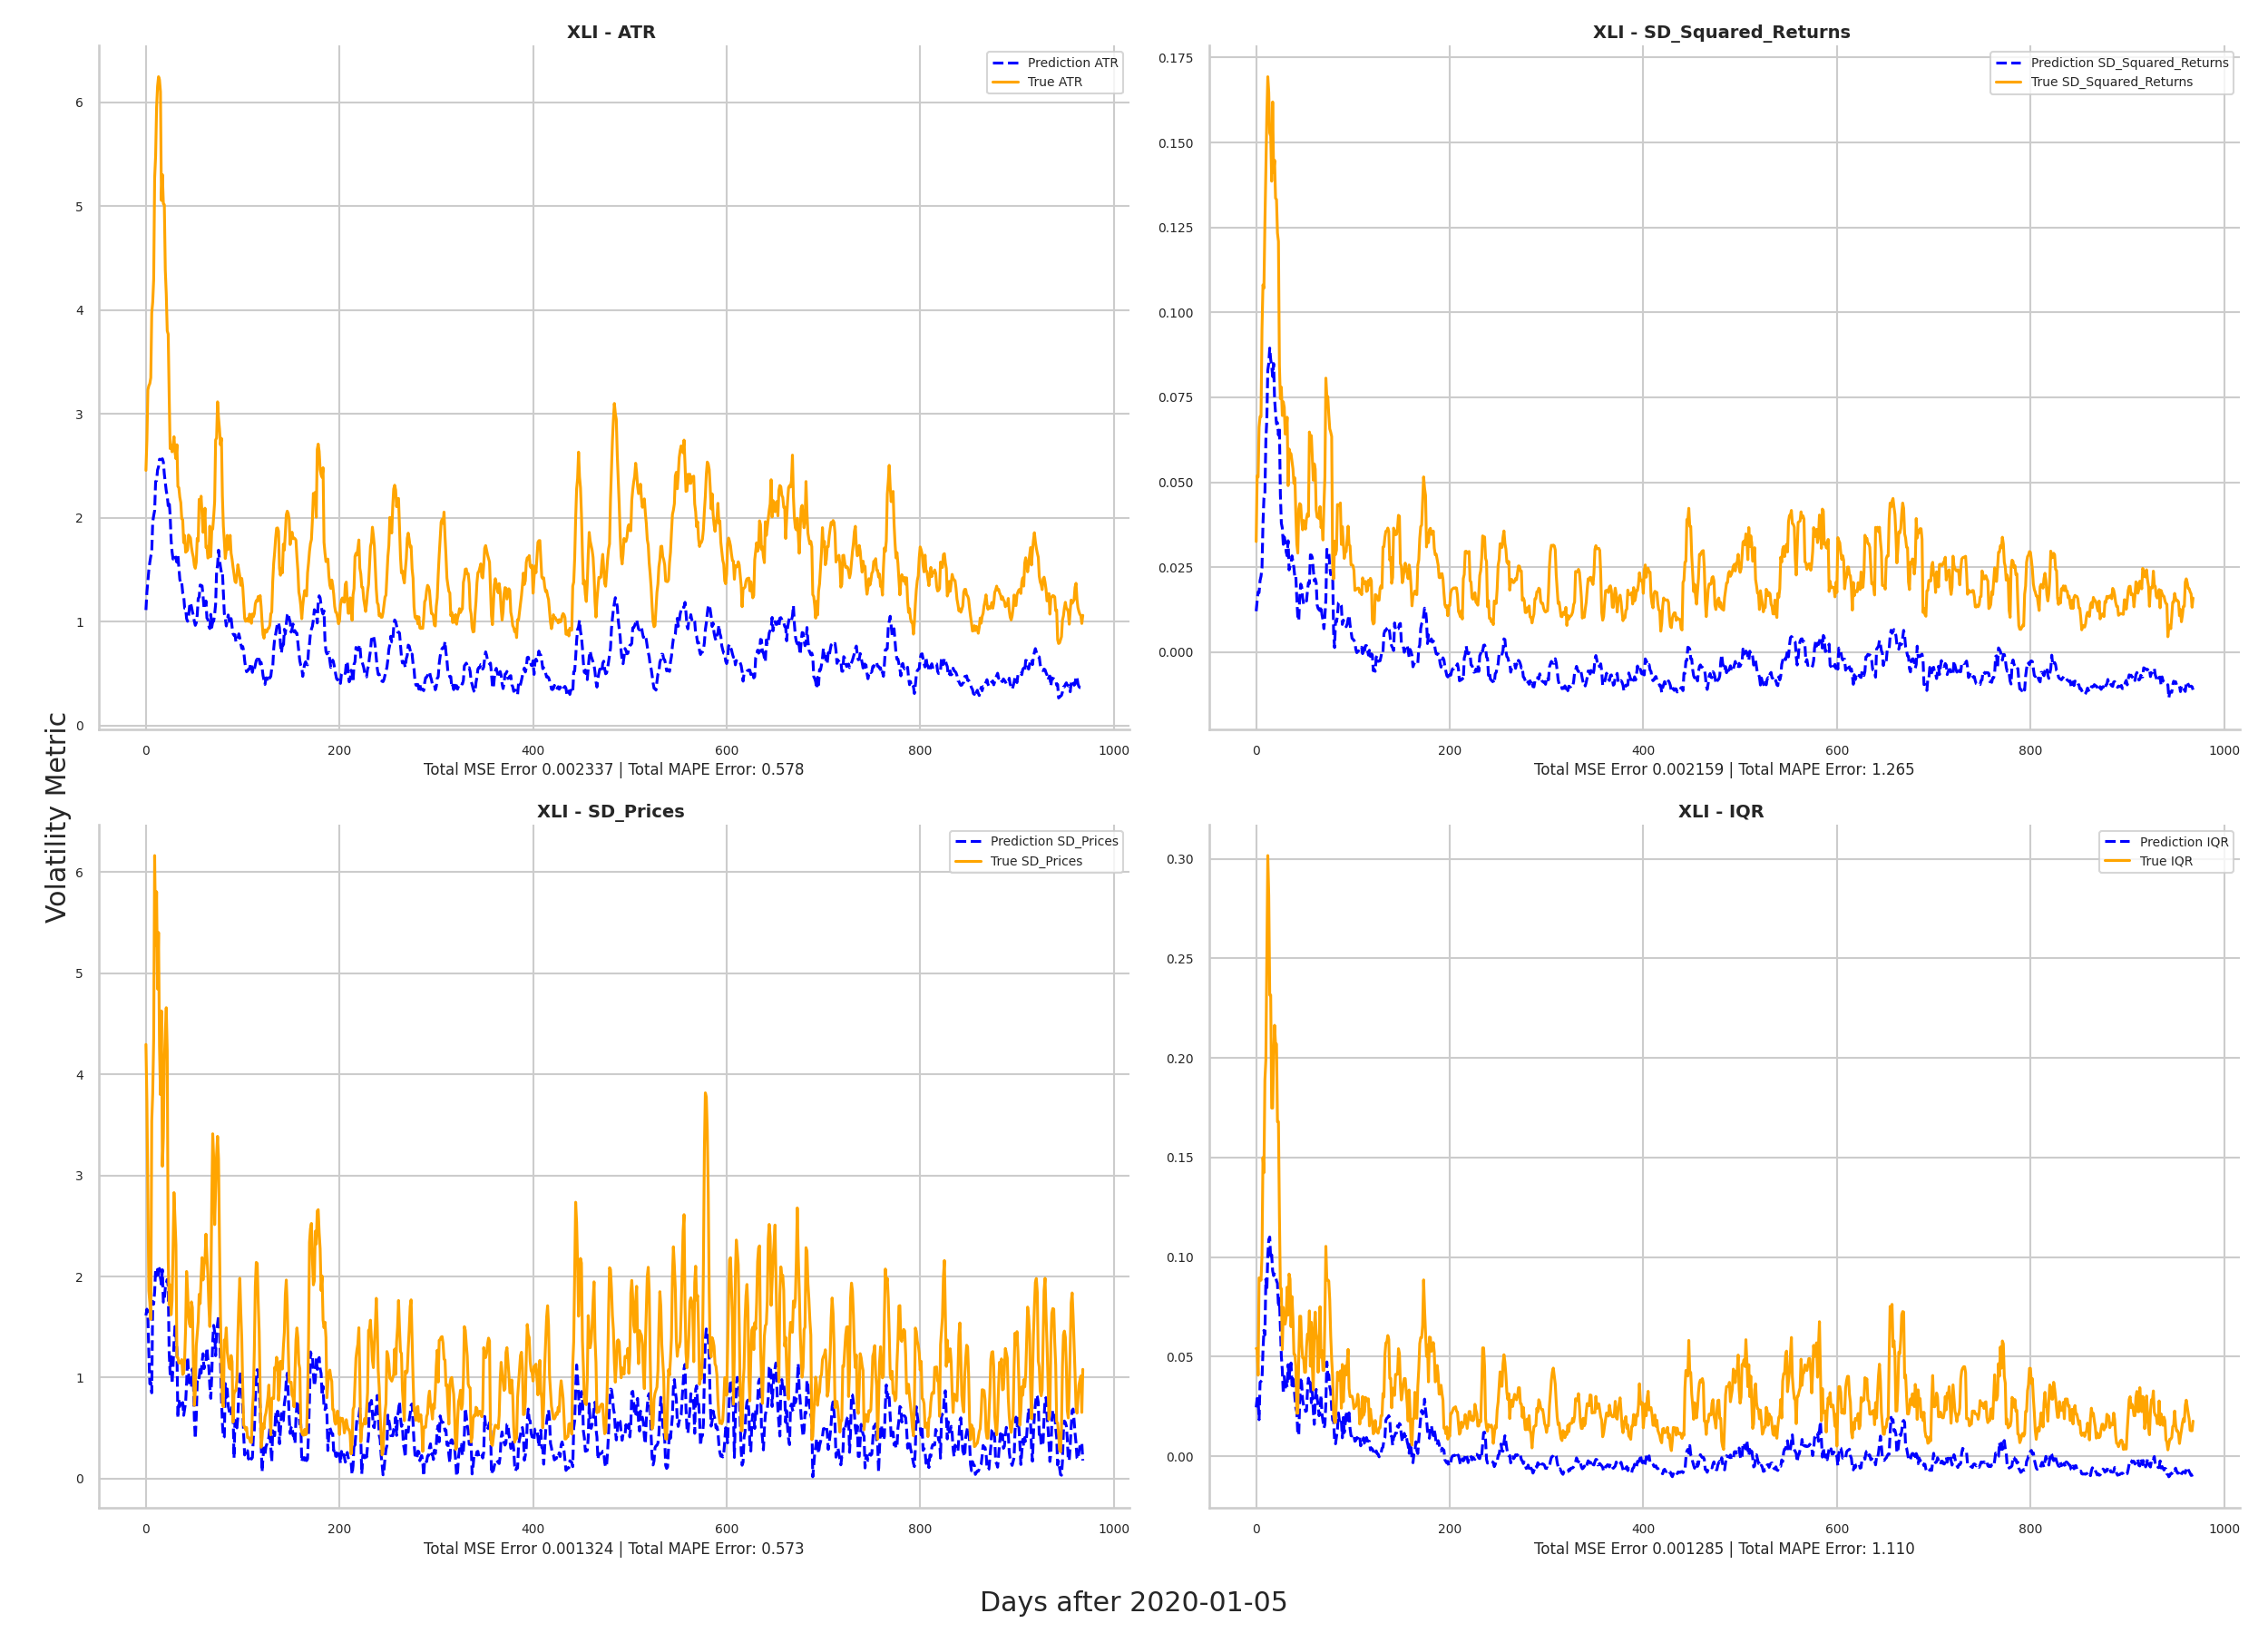 XLI - ATR
Prediction ATR
True ATR
6
5
4
3
2
1
0
0 200 400 600 800 1000
Total MSE Error 0.002337 | Total MAPE Error: 0.578
XLI - SD_Squared_Returns
Prediction SD_Squared_Returns
True SD_Squared_Returns
0.175
0.150
0.125
0.100
0.075
0.050
0.025
0.000
0 200 400 600 800 1000
Total MSE Error 0.002159 | Total MAPE Error: 1.265
Volatility Metric
XLI - SD_Prices
Prediction SD_Prices
True SD_Prices
6
5
4
3
2
1
0
0 200 400 600 800 1000
Total MSE Error 0.001324 | Total MAPE Error: 0.573
XLI - IQR
Prediction IQR
True IQR
0.30
0.25
0.20
0.15
0.10
0.05
0.00
0 200 400 600 800 1000
Total MSE Error 0.001285 | Total MAPE Error: 1.110
Days after 2020-01-05